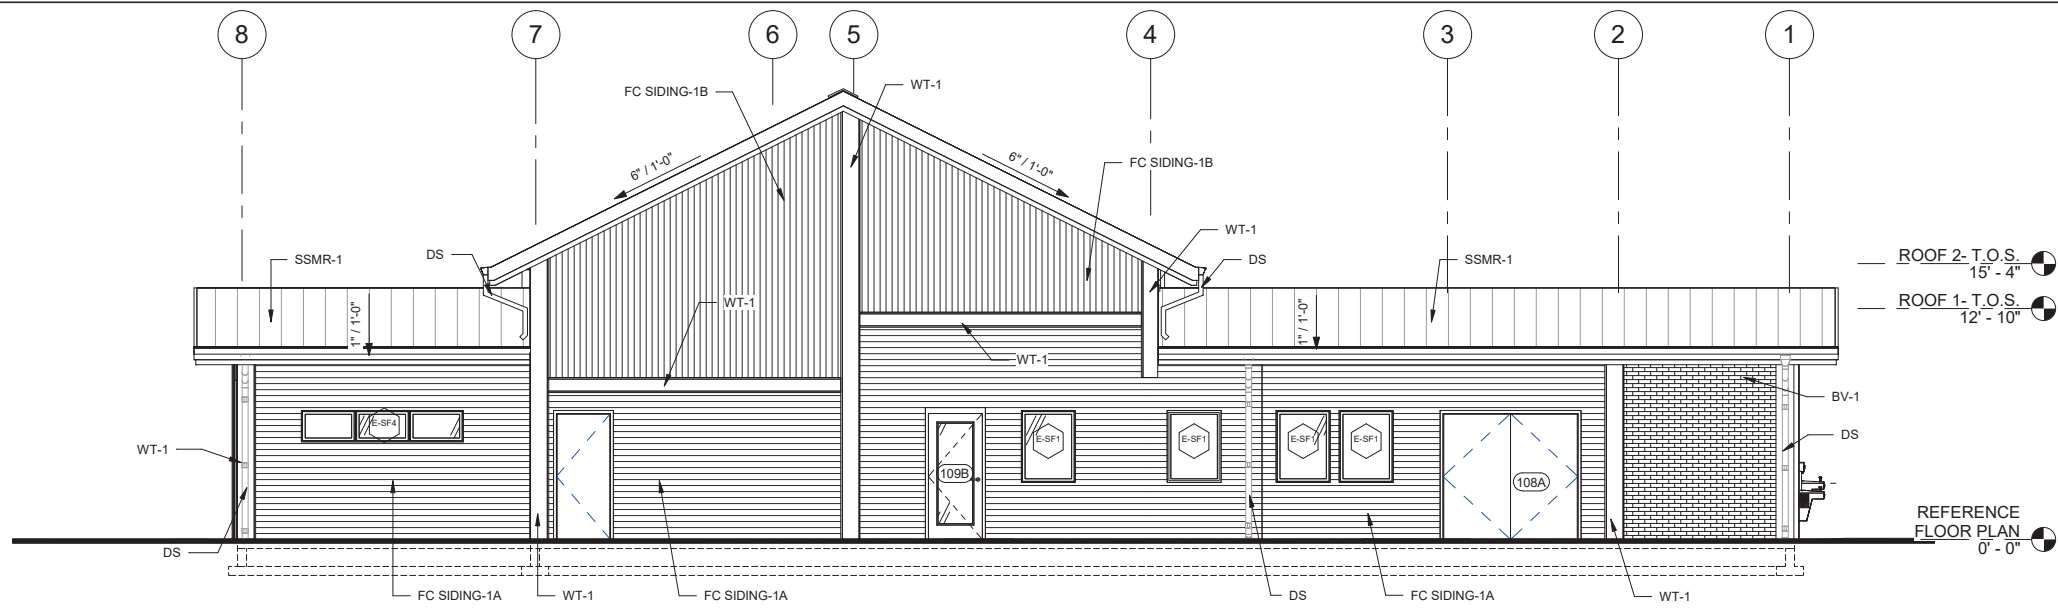 8
7
6
5
4
3
2
1
FC SIDING-1B
WT-1
6" / 1'-0"
6" / 1'-0"
FC SIDING-1B
WT-1
SSMR-1
DS
DS
SSMR-1
ROOF 2- T.O.S.
15' - 4"
WT-1
ROOF 1- T.O.S.
12' - 10"
1" / 1'-0"
1" / 1'-0"
WT-1
BV-1
E-SF4
E-SF1
E-SF1
E-SF1
E-SF1
DS
WT-1
109B
108A
REFERENCE
FLOOR PLAN
0' - 0"
DS
FC SIDING-1A
WT-1
FC SIDING-1A
DS
FC SIDING-1A
WT-1